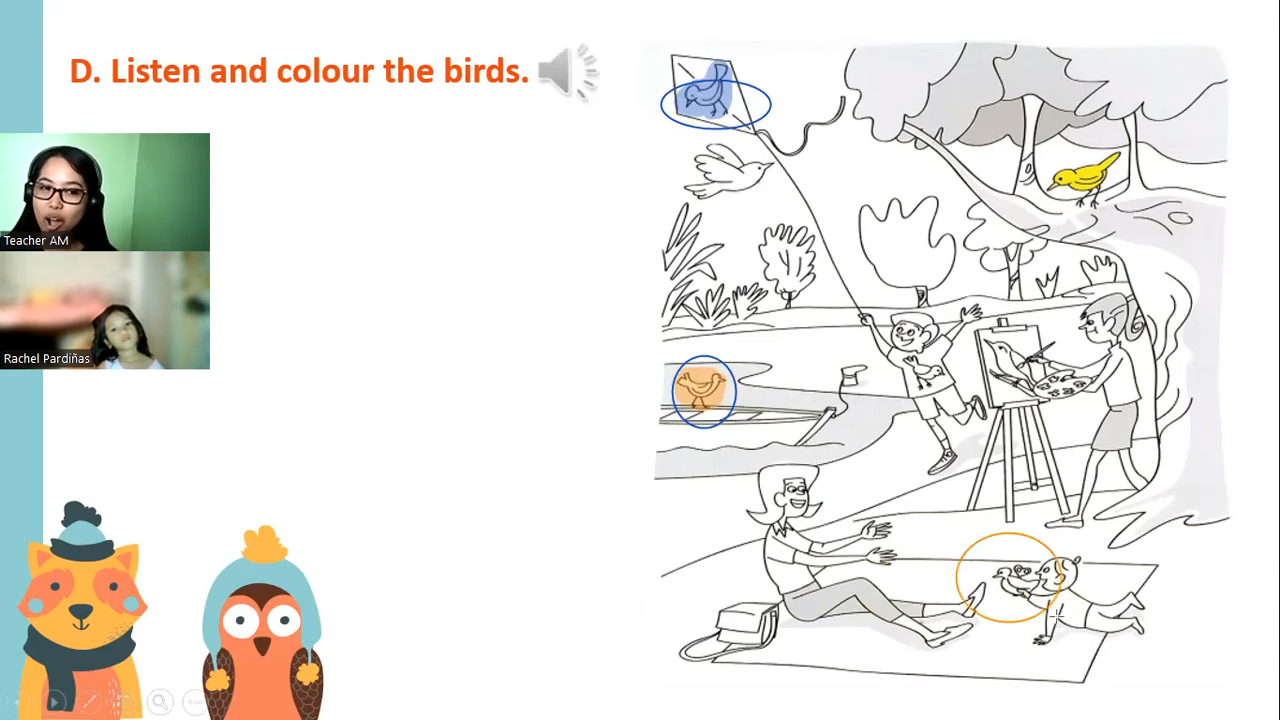 D. Listen and colour the birds.
Teacher AM
Rachel Pardiñas